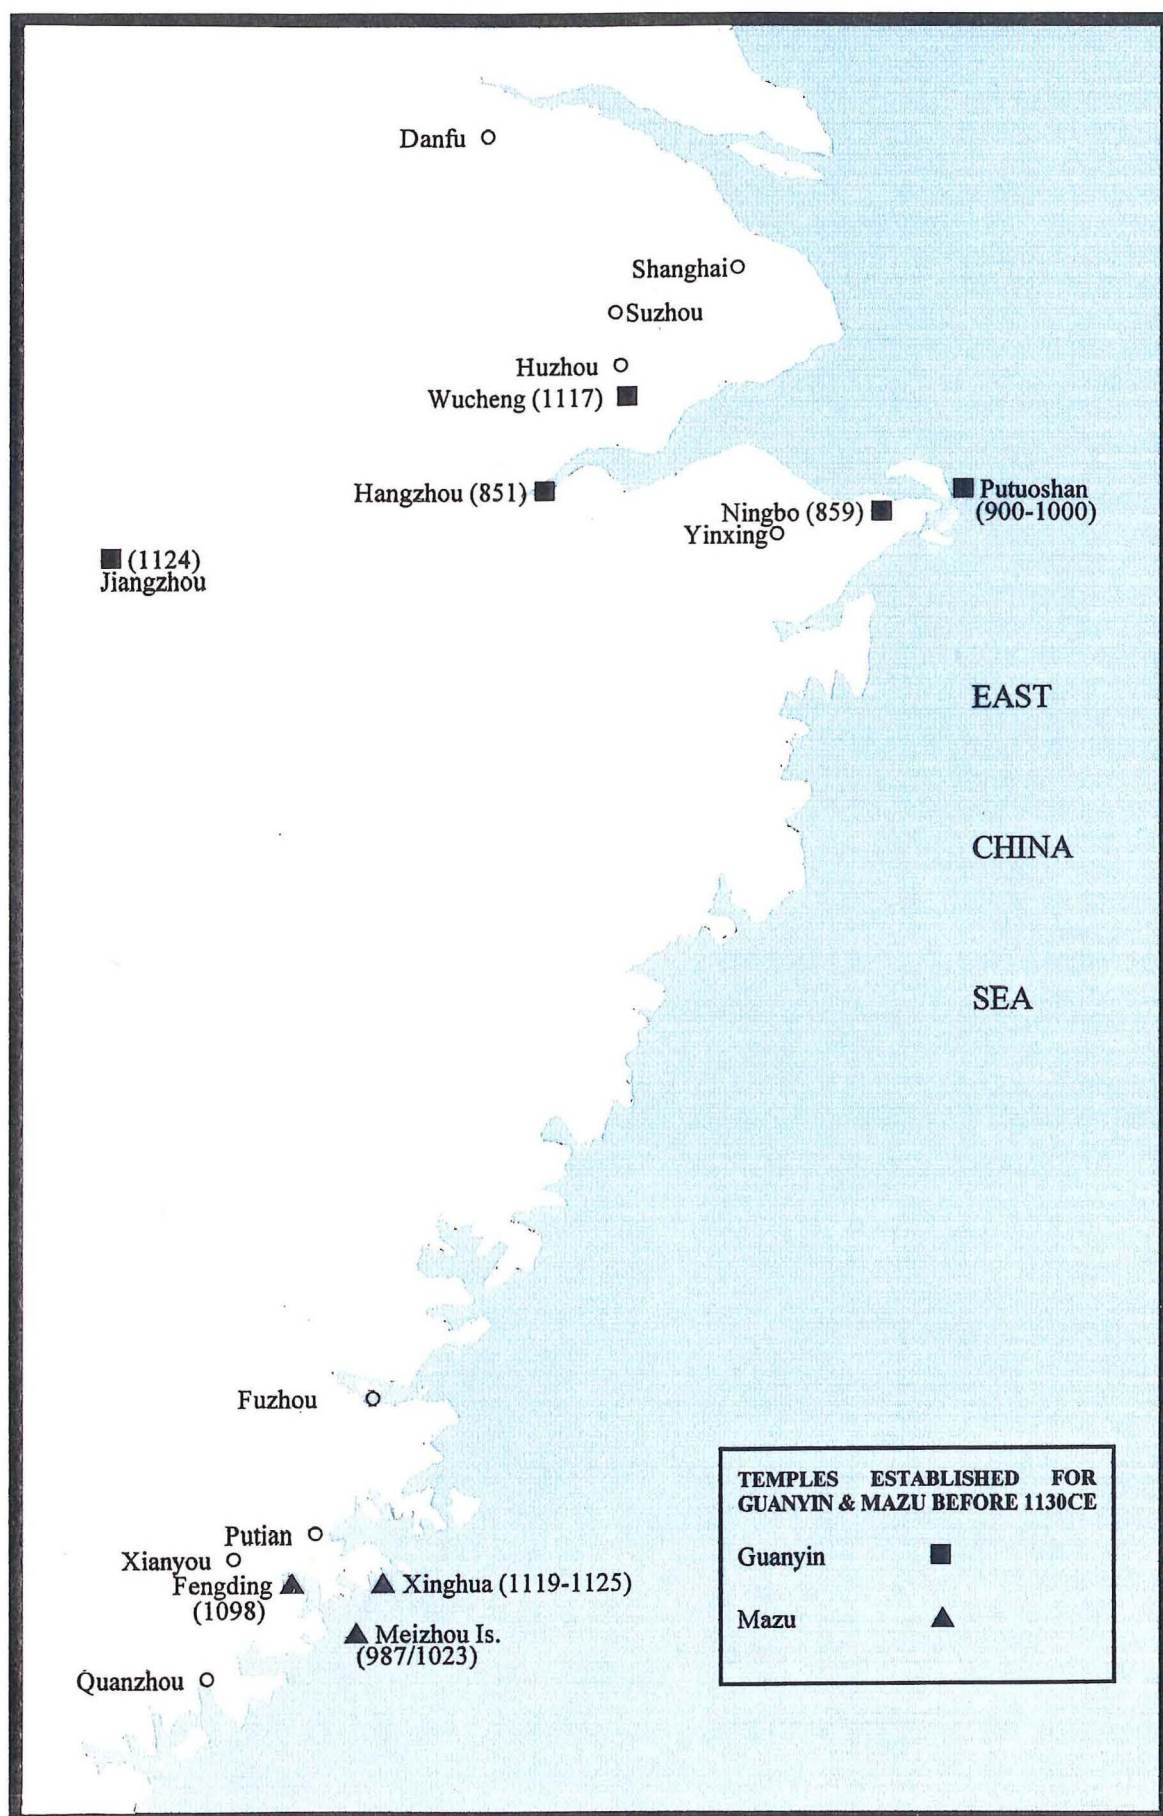 Danfu
Shanghai
Suzhou
Huzhou
Wucheng (1117)
Hangzhou (851)
Putuoshan
(900-1000)
Ningbo (859)
Yinxing
(1124)
Jiangzhou
EAST
CHINA
SEA
Fuzhou
TEMPLES ESTABLISHED FOR
GUANYIN & MAZU BEFORE 1130CE
Guanyin
Mazu
Putian
Xianyou
Fengding
(1098)
Xinghua (1119-1125)
Meizhou Is.
(987/1023)
Quanzhou